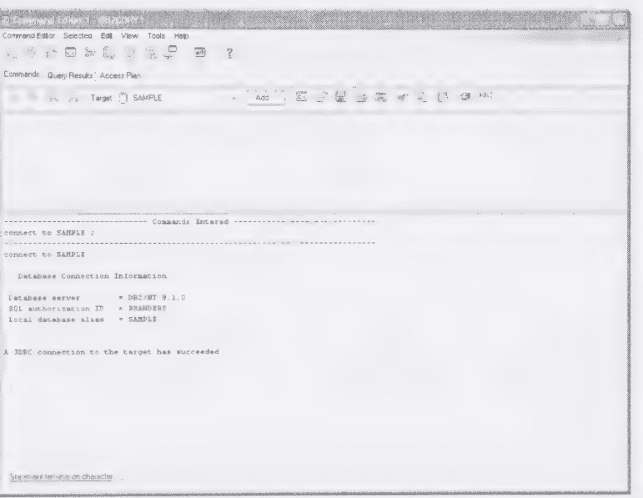 Command Editor 1 -
Command Editor Selected Edit View Tools Help
?
Commands Query Results Access Plan
Target SAMPLE Add
---------------------------- Commands Entered ----------------------------
connect to SAMPLE ;
--------------------------------------------------------------------------
connect to SAMPLE
Database Connection Information
Database server = DB2/NT 9.1.0
SQL authorization ID = RSANDERS
Local database alias = SAMPLE
A JDBC connection to the target has succeeded
Statement termination character